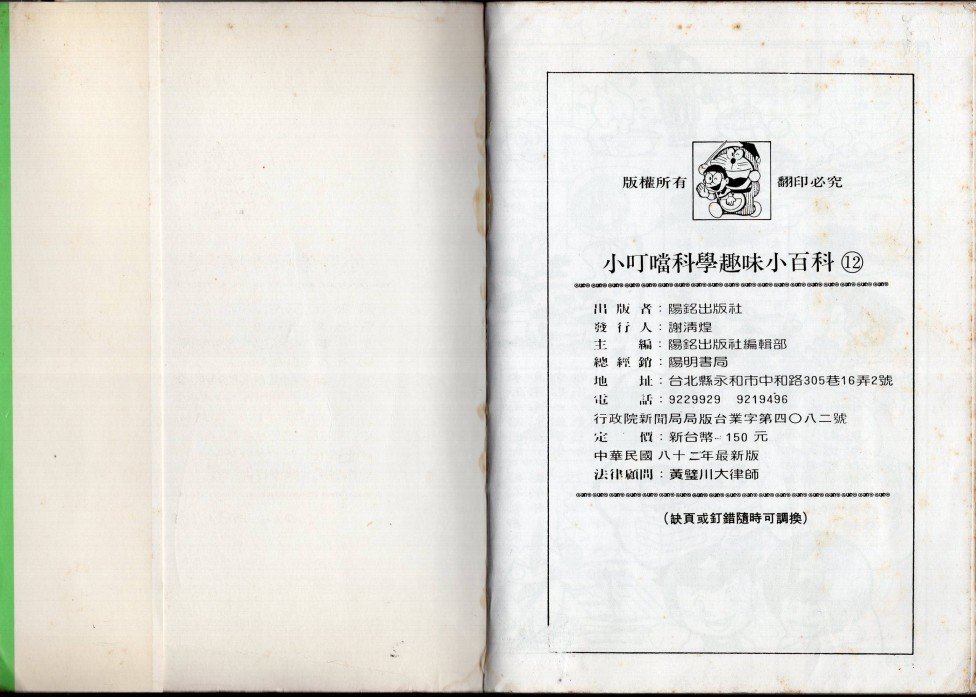 版權所有 翻印必究
小叮噹科學趣味小百科⑫
出版者：陽銘出版社
發行人：謝清煌
主編：陽銘出版社編輯部
總經銷：陽明書局
地址：台北縣永和市中和路305巷16弄2號
電話：9229929 9219496
行政院新聞局局版台業字第四〇八二號
定價：新台幣 150 元
中華民國八十二年最新版
法律顧問：黃璧川大律師
（缺頁或釘錯隨時可調換）